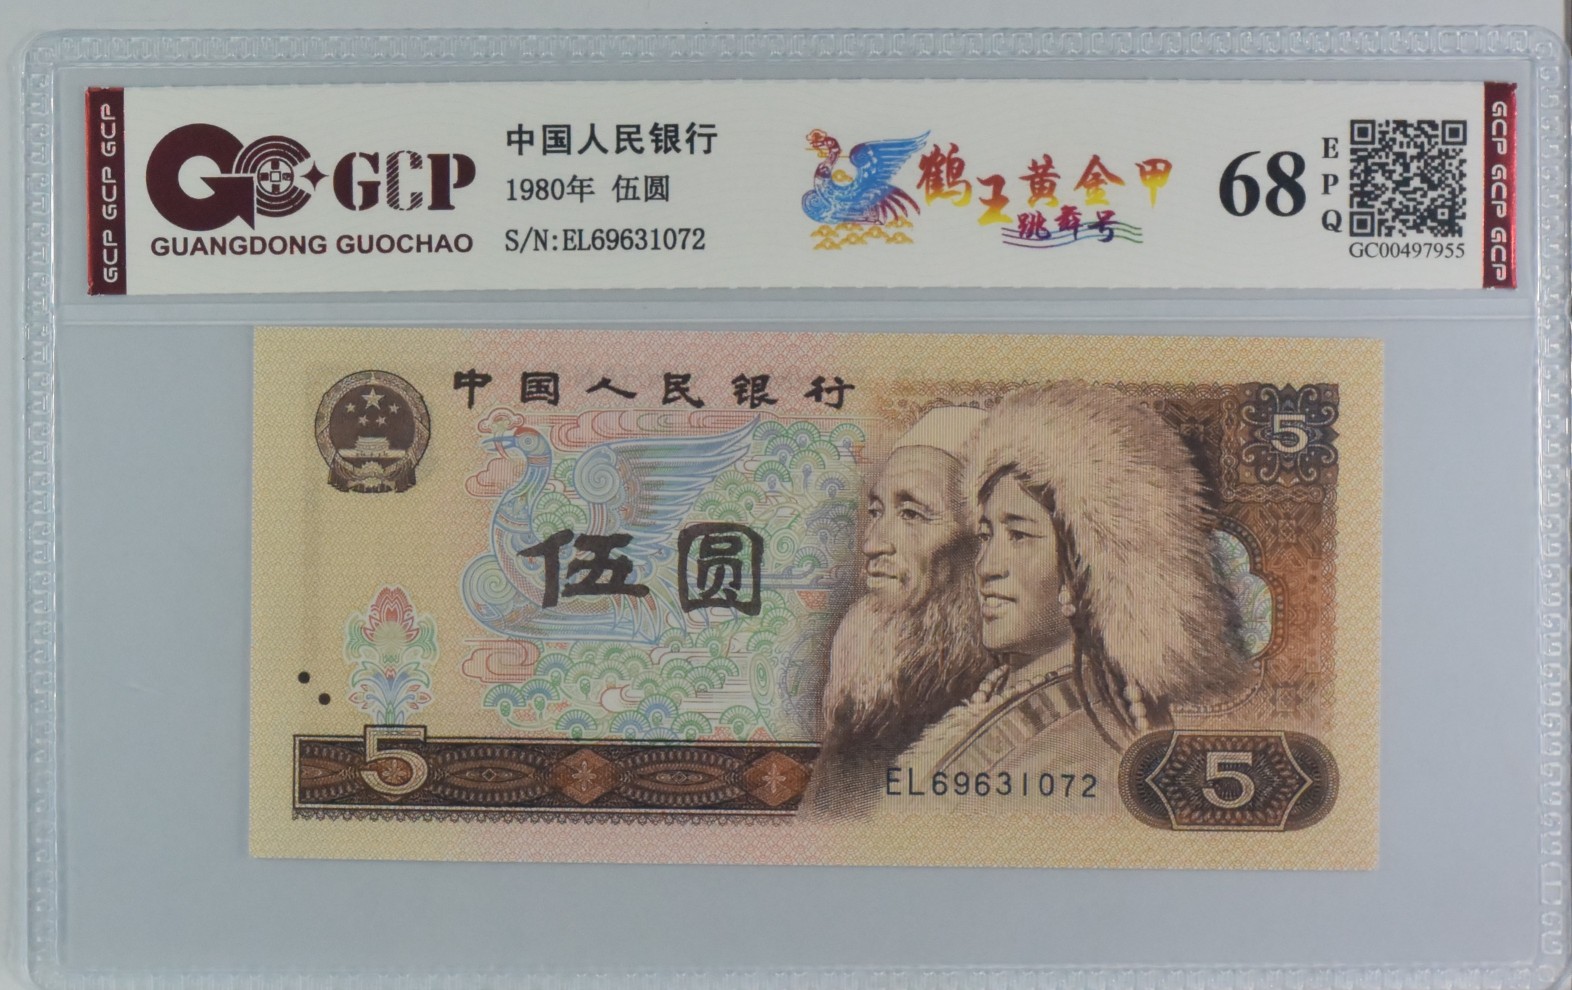 GCP GCP GCP
GCP
GUANGDONG GUOCHAO
中国人民银行
1980年 伍圆
S/N:EL69631072
鹤王黄金甲
跳舞号
68
EPQ
GC00497955
GCP GCP GCP
中国人民银行
5
伍圆
5
EL69631072
5